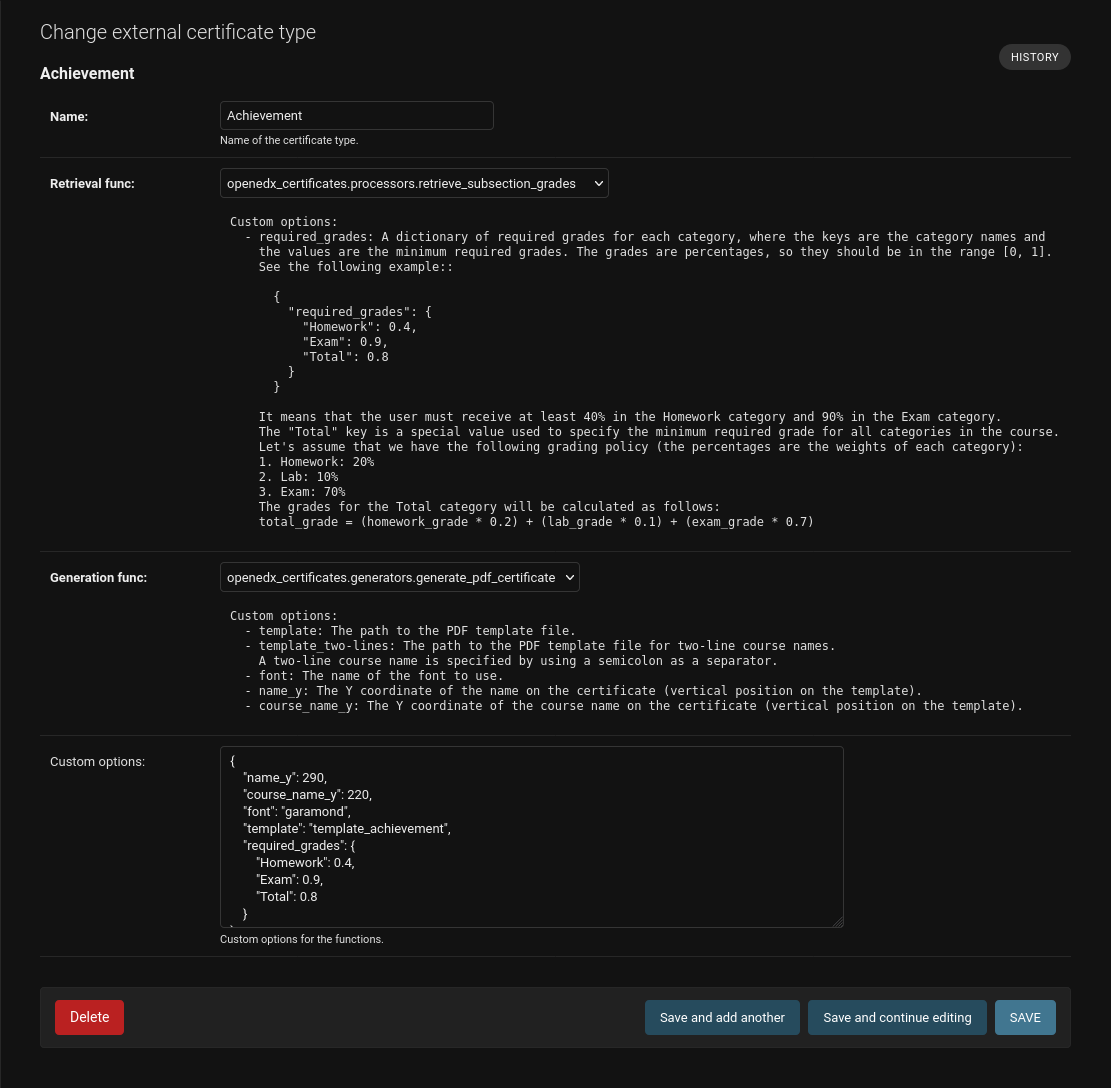 Change external certificate type
HISTORY
Achievement
Name:
Achievement
Name of the certificate type.
Retrieval func:
openedx_certificates.processors.retrieve_subsection_grades
Custom options:
- required_grades: A dictionary of required grades for each category, where the keys are the category names and
the values are the minimum required grades. The grades are percentages, so they should be in the range [0, 1].
See the following example::
{
"required_grades": {
"Homework": 0.4,
"Exam": 0.9,
"Total": 0.8
}
}
It means that the user must receive at least 40% in the Homework category and 90% in the Exam category.
The "Total" key is a special value used to specify the minimum required grade for all categories in the course.
Let's assume that we have the following grading policy (the percentages are the weights of each category):
1. Homework: 20%
2. Lab: 10%
3. Exam: 70%
The grades for the Total category will be calculated as follows:
total_grade = (homework_grade * 0.2) + (lab_grade * 0.1) + (exam_grade * 0.7)
Generation func:
openedx_certificates.generators.generate_pdf_certificate
Custom options:
- template: The path to the PDF template file.
- template_two-lines: The path to the PDF template file for two-line course names.
A two-line course name is specified by using a semicolon as a separator.
- font: The name of the font to use.
- name_y: The Y coordinate of the name on the certificate (vertical position on the template).
- course_name_y: The Y coordinate of the course name on the certificate (vertical position on the template).
Custom options:
{
"name_y": 290,
"course_name_y": 220,
"font": "garamond",
"template": "template_achievement",
"required_grades": {
"Homework": 0.4,
"Exam": 0.9,
"Total": 0.8
}
Custom options for the functions.
Delete
Save and add another
Save and continue editing
SAVE